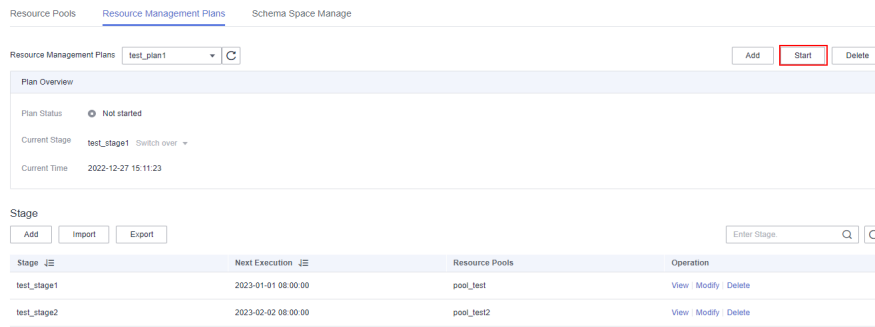 Resource Pools Resource Management Plans Schema Space Manage
Resource Management Plans test_plan1 Add Start Delete
Plan Overview
Plan Status Not started
Current Stage test_stage1 Switch over
Current Time 2022-12-27 15:11:23
Stage
Add Import Export Enter Stage.
Stage Next Execution Resource Pools Operation
test_stage1 2023-01-01 08:00:00 pool_test View Modify Delete
test_stage2 2023-02-02 08:00:00 pool_test2 View Modify Delete